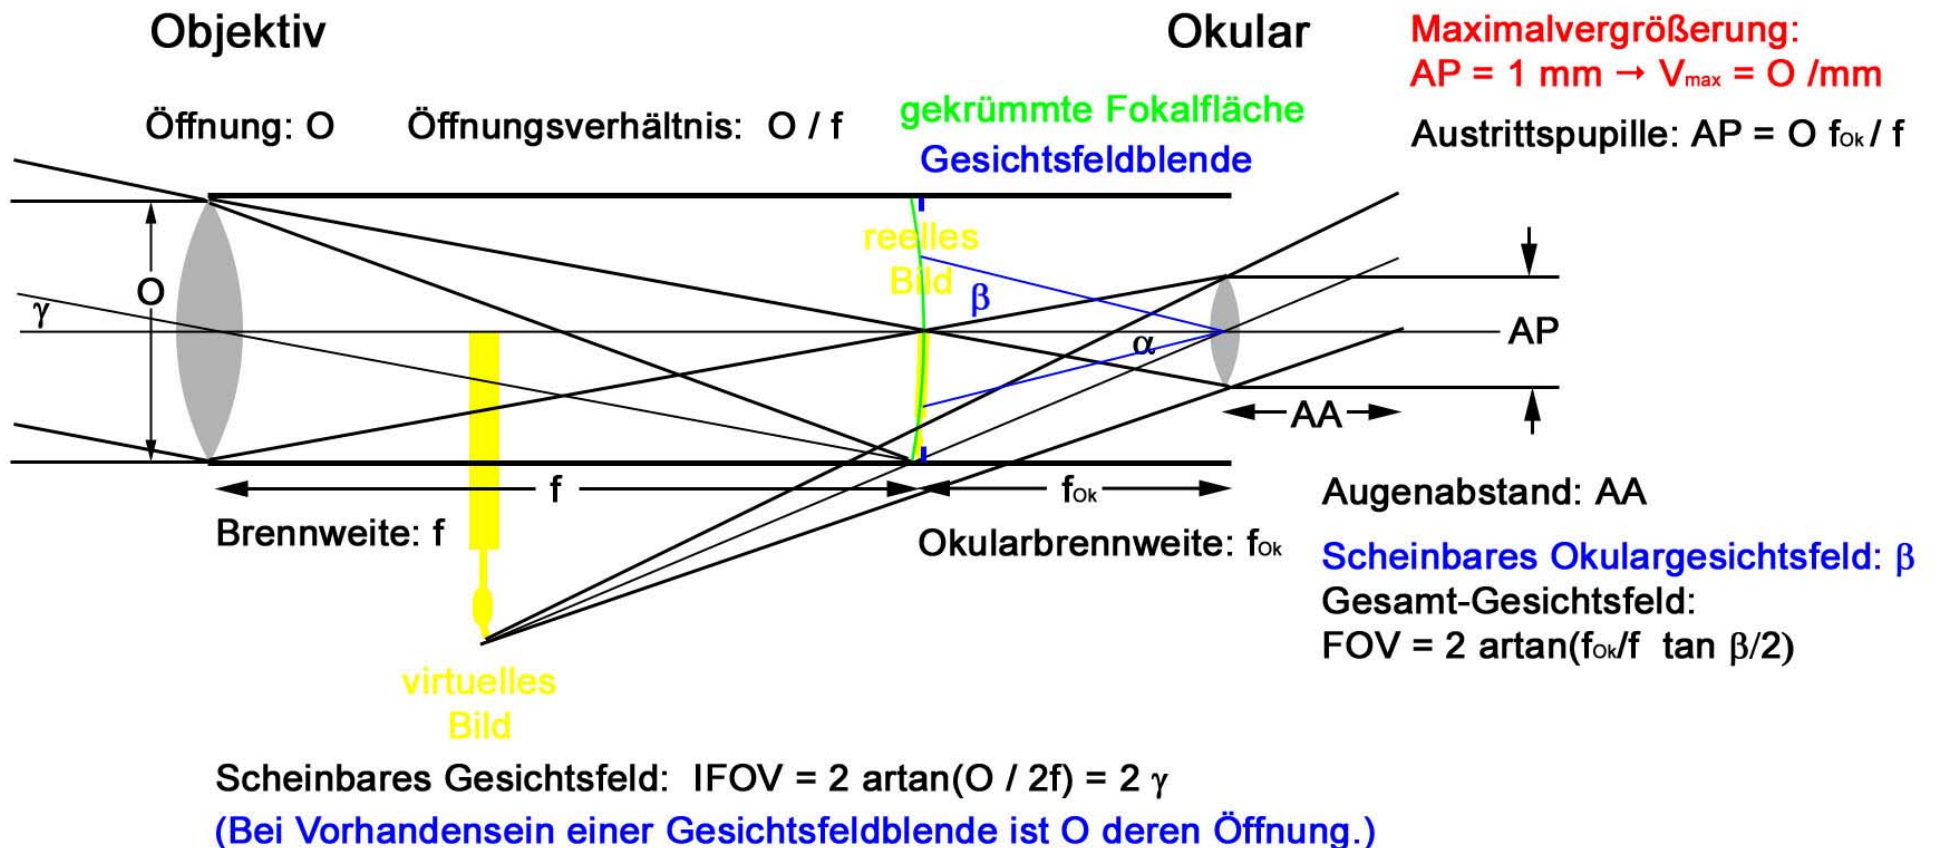 Objektiv
Okular
Maximalvergrößerung:
AP = 1 mm → Vmax = O /mm
Öffnung: O
Öffnungsverhältnis: O / f
gekrümmte Fokalfläche
Gesichtsfeldblende
Austrittspupille: AP = O fOk / f
reelles
Bild
O
γ
β
α
AP
AA
f
fOk
Brennweite: f
Okularbrennweite: fOk
Augenabstand: AA
Scheinbares Okulargesichtsfeld: β
Gesamt-Gesichtsfeld:
FOV = 2 artan(fOk/f tan β/2)
virtuelles
Bild
Scheinbares Gesichtsfeld: IFOV = 2 artan(O / 2f) = 2 γ
(Bei Vorhandensein einer Gesichtsfeldblende ist O deren Öffnung.)